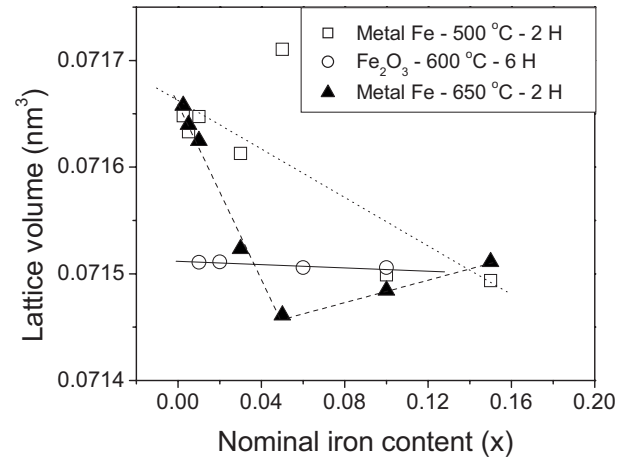 Metal Fe - 500 °C - 2 H
Fe₂O₃ - 600 °C - 6 H
Metal Fe - 650 °C - 2 H
0.0717
0.0716
0.0715
0.0714
Lattice volume (nm³)
0.00 0.04 0.08 0.12 0.16 0.20
Nominal iron content (x)